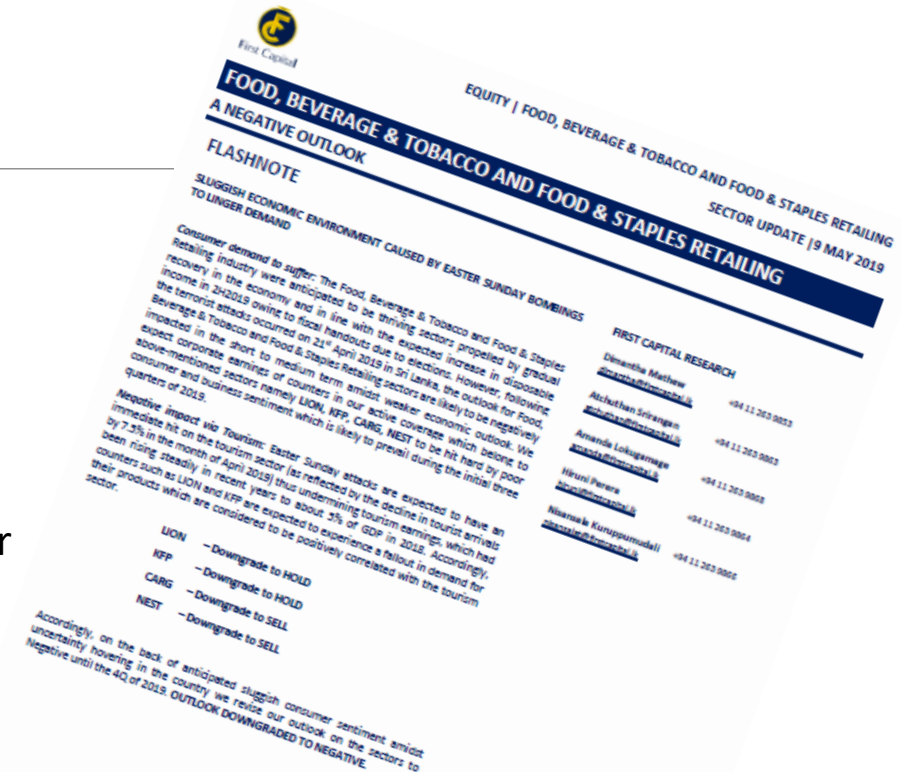 First Capital
EQUITY | FOOD, BEVERAGE & TOBACCO AND FOOD & STAPLES RETAILING
SECTOR UPDATE |9 MAY 2019
FOOD, BEVERAGE & TOBACCO AND FOOD & STAPLES RETAILING
A NEGATIVE OUTLOOK
FLASHNOTE
SLUGGISH ECONOMIC ENVIRONMENT CAUSED BY EASTER SUNDAY BOMBINGS
TO LINGER DEMAND
Consumer demand to suffer: The Food, Beverage & Tobacco and Food & Staples
Retailing industry were anticipated to be thriving sectors propelled by gradual
recovery in the economy and in line with the expected increase in disposable
income in 2H2019 owing to fiscal handouts due to elections. However, following
the terrorist attacks occurred on 21st April 2019 in Sri Lanka, the outlook for Food,
Beverage & Tobacco and Food & Staples Retailing sectors are likely to be negatively
impacted in the short to medium term amidst weaker economic outlook. We
expect corporate earnings of counters in our active coverage which belong to
above-mentioned sectors namely LION, KFP, CARG, NEST to be hit hard by poor
consumer and business sentiment which is likely to prevail during the initial three
quarters of 2019.
Negative impact via Tourism: Easter Sunday attacks are expected to have an
immediate hit on the tourism sector (as reflected by the decline in tourist arrivals
by 7.5% in the month of April 2019) thus undermining tourism earnings, which had
been rising steadily in recent years to about 5% of GDP in 2018. Accordingly,
counters such as LION and KFP are expected to experience a fallout in demand for
their products which are considered to be positively correlated with the tourism
sector.
LION – Downgrade to HOLD
KFP – Downgrade to HOLD
CARG – Downgrade to SELL
NEST – Downgrade to SELL
Accordingly, on the back of anticipated sluggish consumer sentiment amidst
uncertainty hovering in the country we revise our outlook on the sectors to
Negative until the 4Q of 2019. OUTLOOK DOWNGRADED TO NEGATIVE.
FIRST CAPITAL RESEARCH
Dimantha Mathew
+94 11 263 9853
Atchuthan Srirangan
+94 11 263 9863
Amanda Lokugamage
+94 11 263 9868
Hiruni Perera
+94 11 263 9864
Nisansala Kuruppumudali
+94 11 263 9866
r